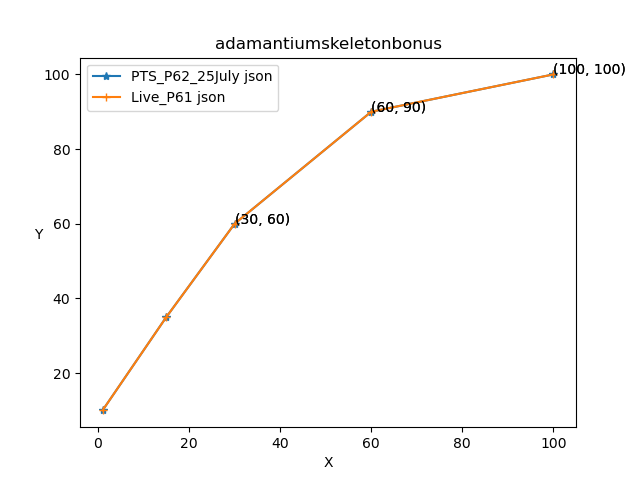 adamantiumskeletonbonus
PTS_P62_25July json
Live_P61 json
(100, 100)
(60, 90)
(30, 60)
100
80
60
40
20
Y
0 20 40 60 80 100
X